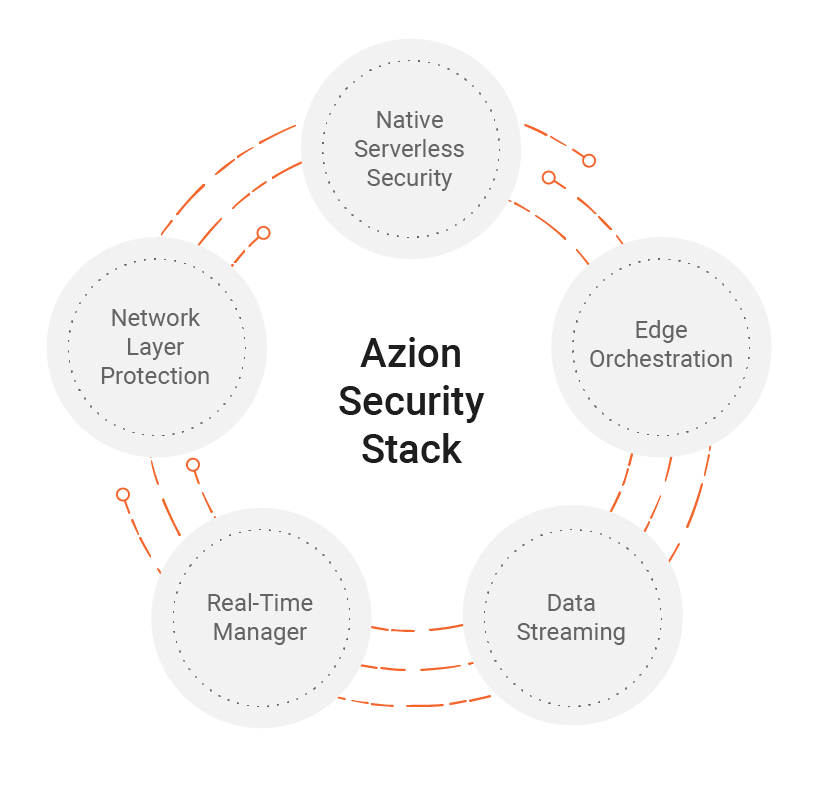 Native
Serverless
Security
Network
Layer
Protection
Edge
Orchestration
Azion
Security
Stack
Real-Time
Manager
Data
Streaming